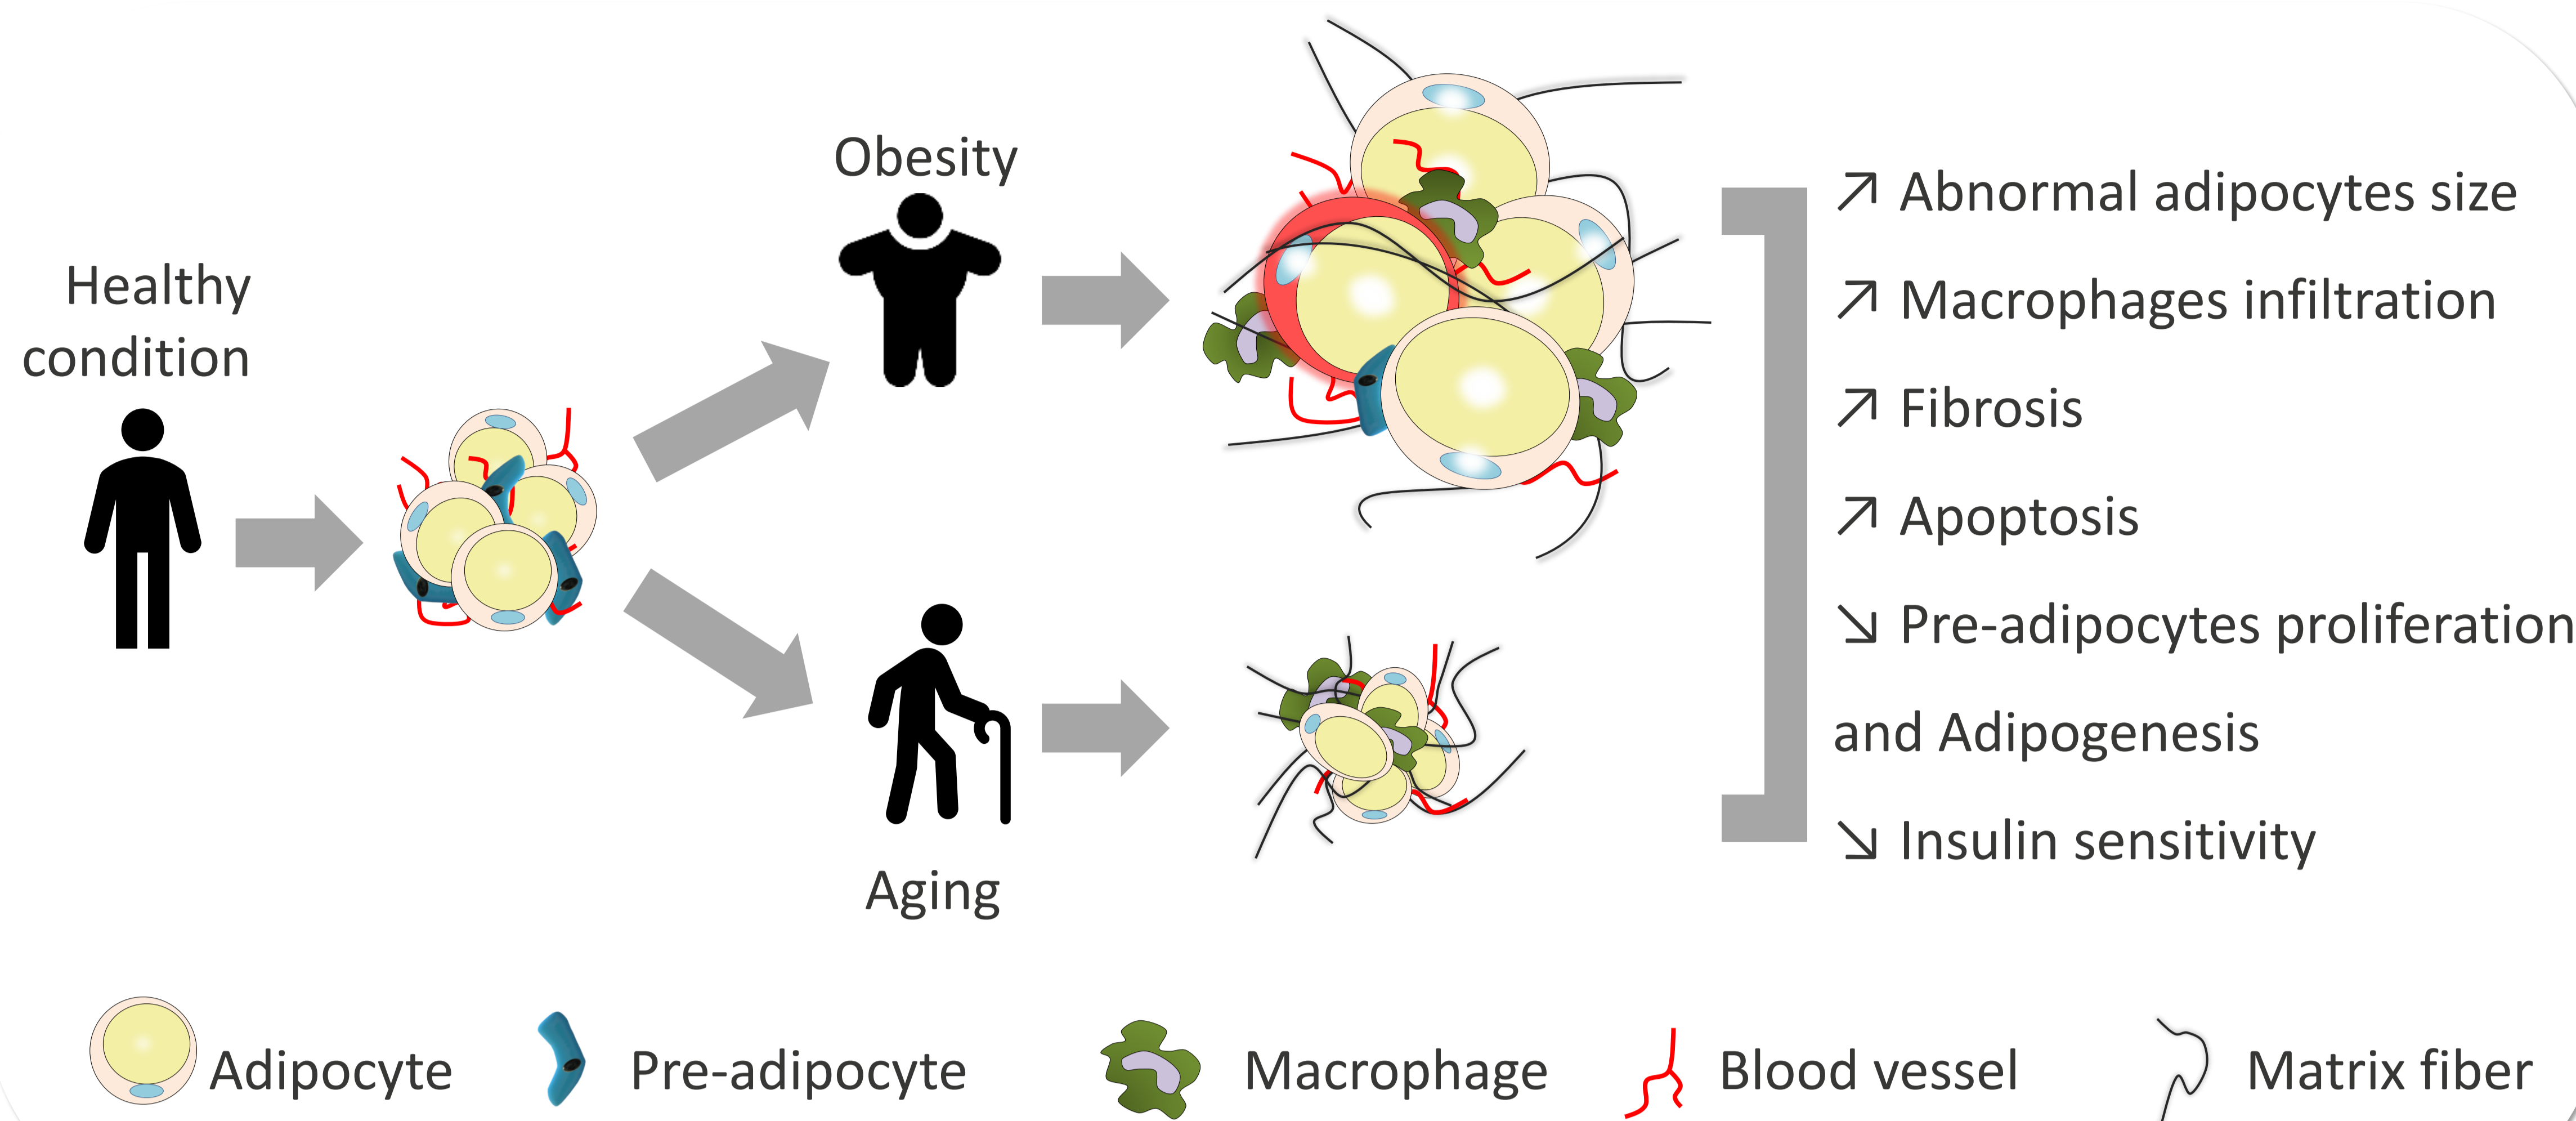 Healthy
condition
Obesity
Aging
↗ Abnormal adipocytes size
↗ Macrophages infiltration
↗ Fibrosis
↗ Apoptosis
↘ Pre-adipocytes proliferation
and Adipogenesis
↘ Insulin sensitivity
Adipocyte
Pre-adipocyte
Macrophage
Blood vessel
Matrix fiber